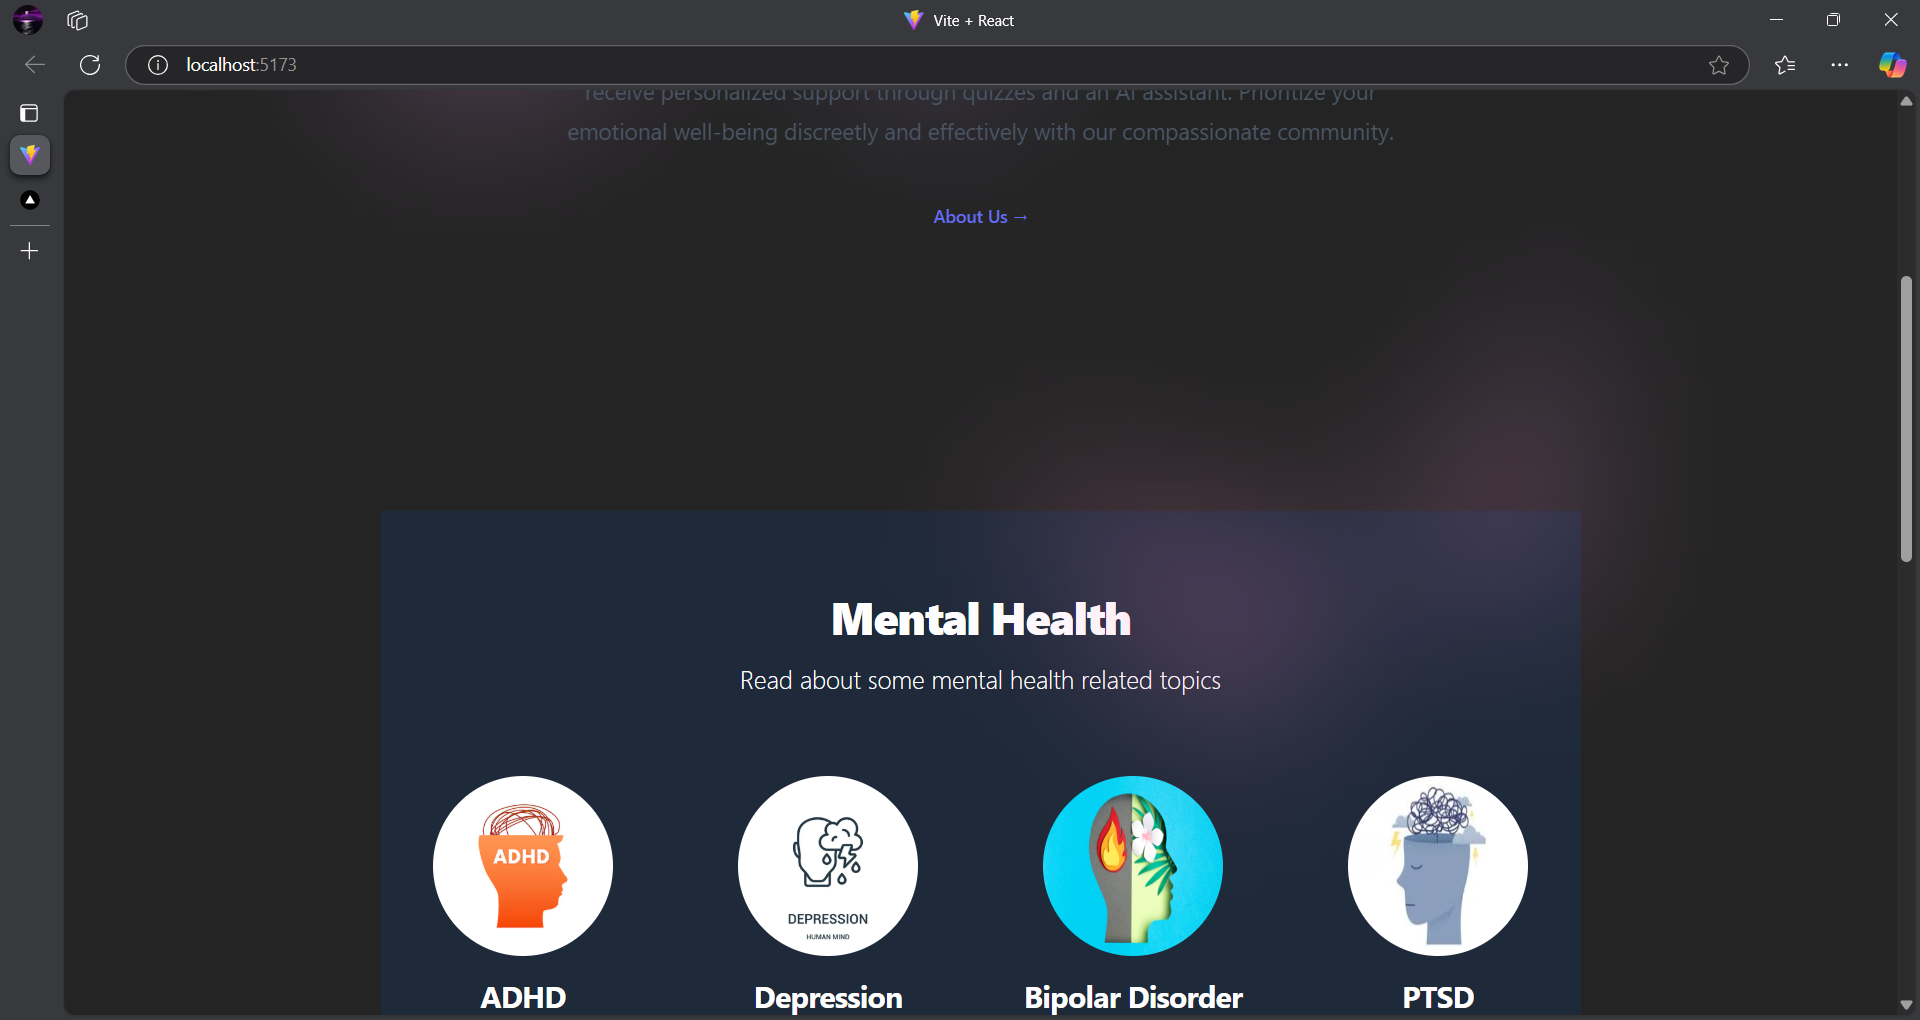 Vite + React
localhost:5173
receive personalized support through quizzes and an AI assistant. Prioritize your
emotional well-being discreetly and effectively with our compassionate community.
About Us →
Mental Health
Read about some mental health related topics
ADHD
DEPRESSION
HUMAN MIND
ADHD
Depression
Bipolar Disorder
PTSD